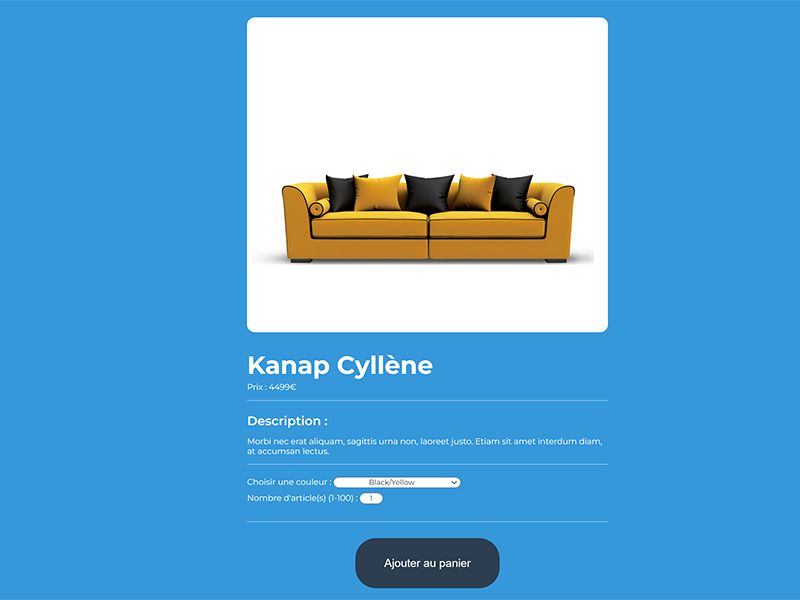 Kanap Cyllène
Prix : 4499€
Description :
Morbi nec erat aliquam, sagittis urna non, laoreet justo. Etiam sit amet interdum diam,
at accumsan lectus.
Choisir une couleur : Black/Yellow
Nombre d'article(s) (1-100) : 1
Ajouter au panier